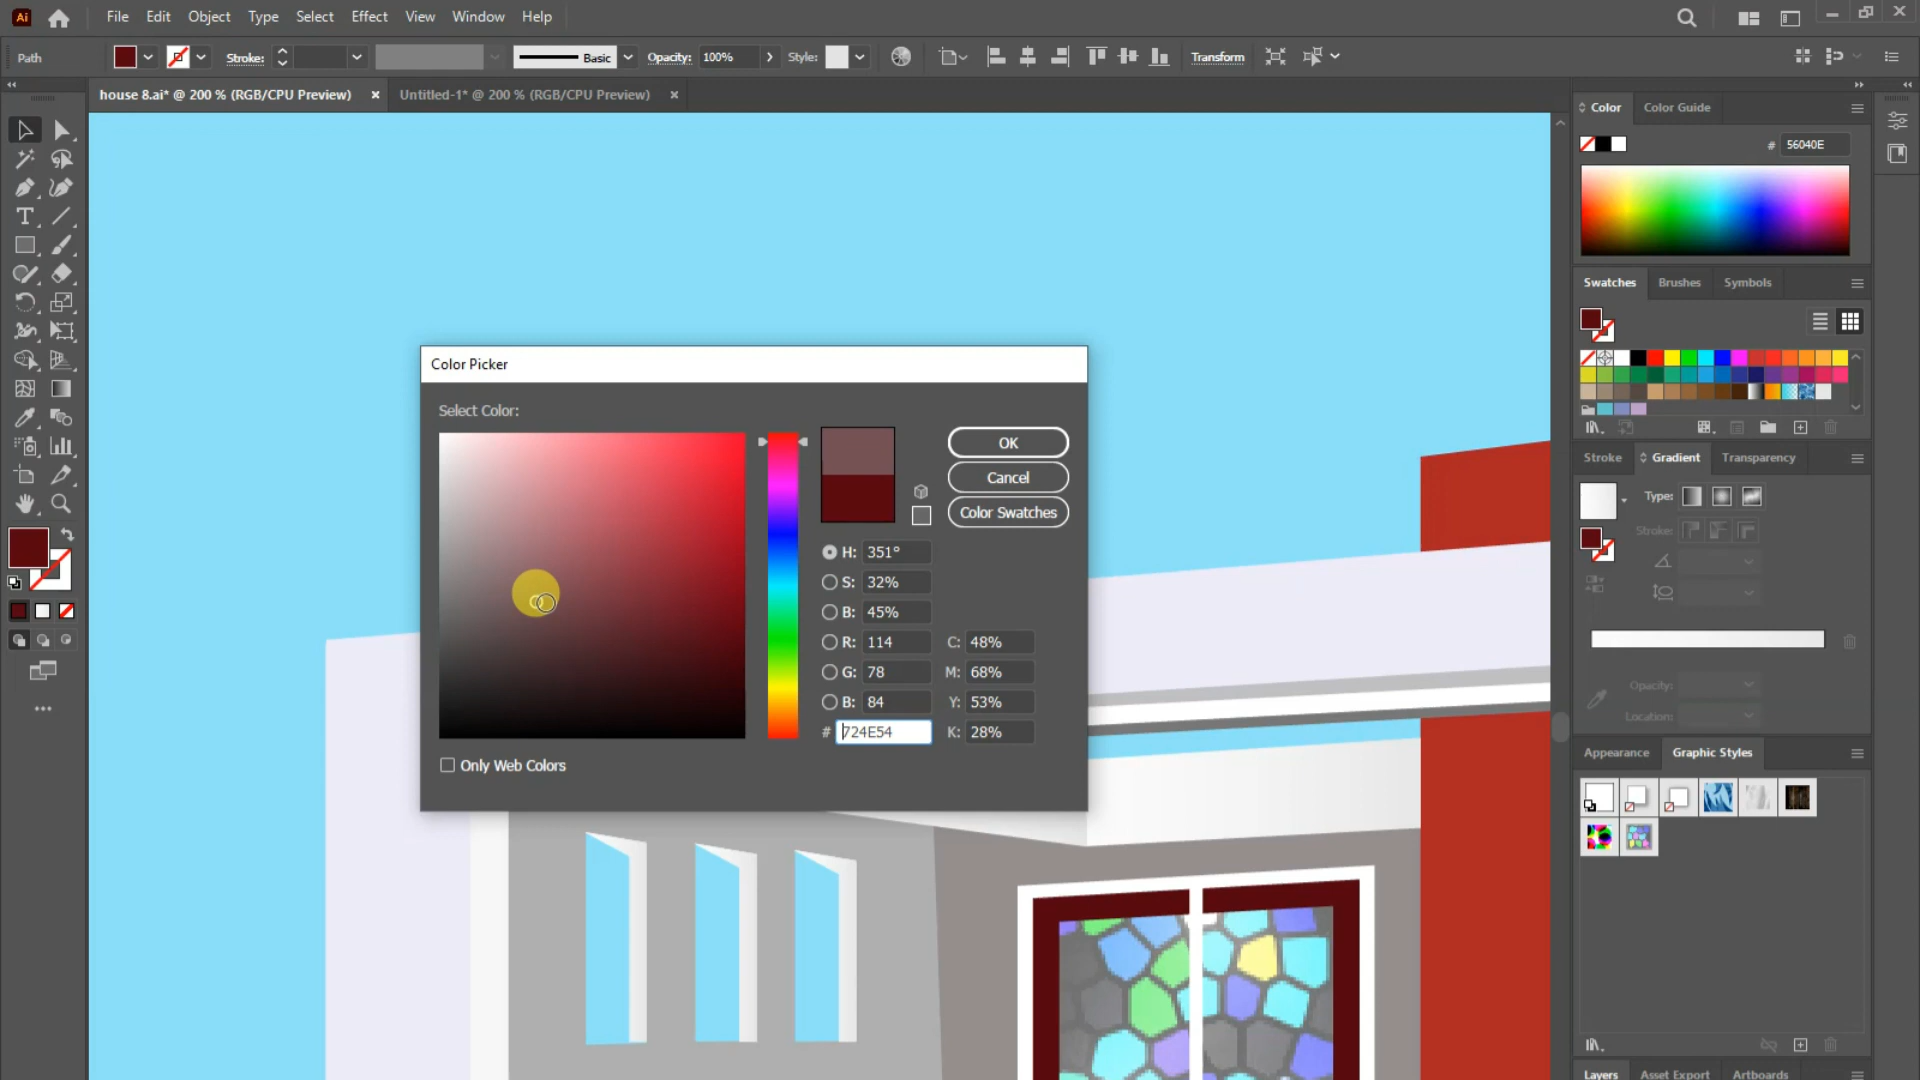 Ai File Edit Object Type Select Effect View Window Help
Path Stroke: Basic Opacity: 100% Style: Transform
house 8.ai* @ 200 % (RGB/CPU Preview) Untitled-1* @ 200 % (RGB/CPU Preview)
Color Color Guide
# 56040E
Swatches Brushes Symbols
Stroke Gradient Transparency
Type:
Stroke:
Opacity:
Location:
Appearance Graphic Styles
Layers Asset Export Artboards
Color Picker
Select Color:
OK
Cancel
Color Swatches
H: 351°
S: 32%
B: 45%
R: 114 C: 48%
G: 78 M: 68%
B: 84 Y: 53%
# 724E54 K: 28%
Only Web Colors